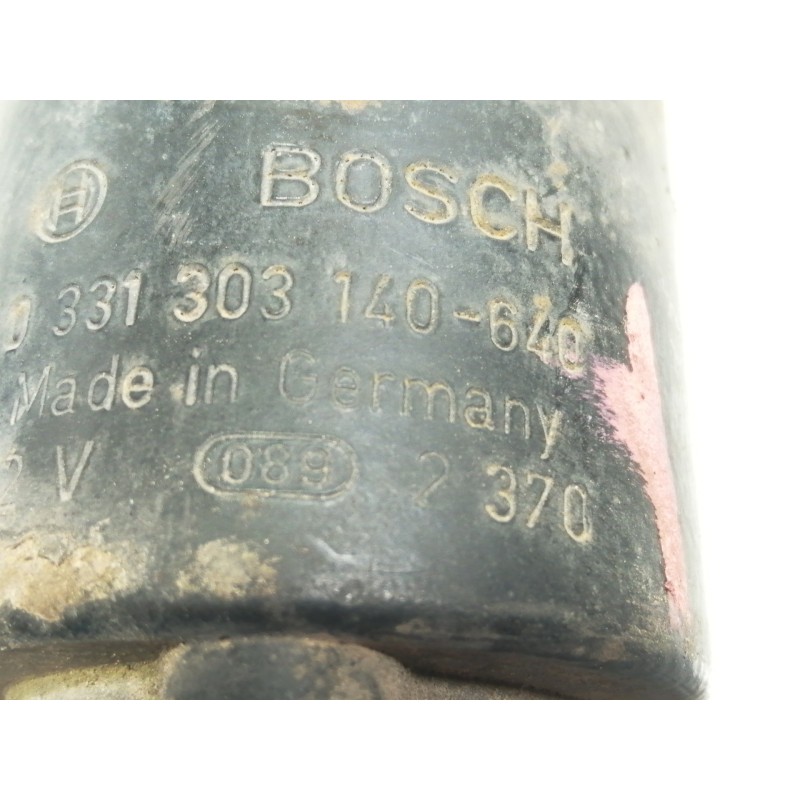 BOSCH
0 331 303 140-640
Made in Germany
2 V 089 2 370